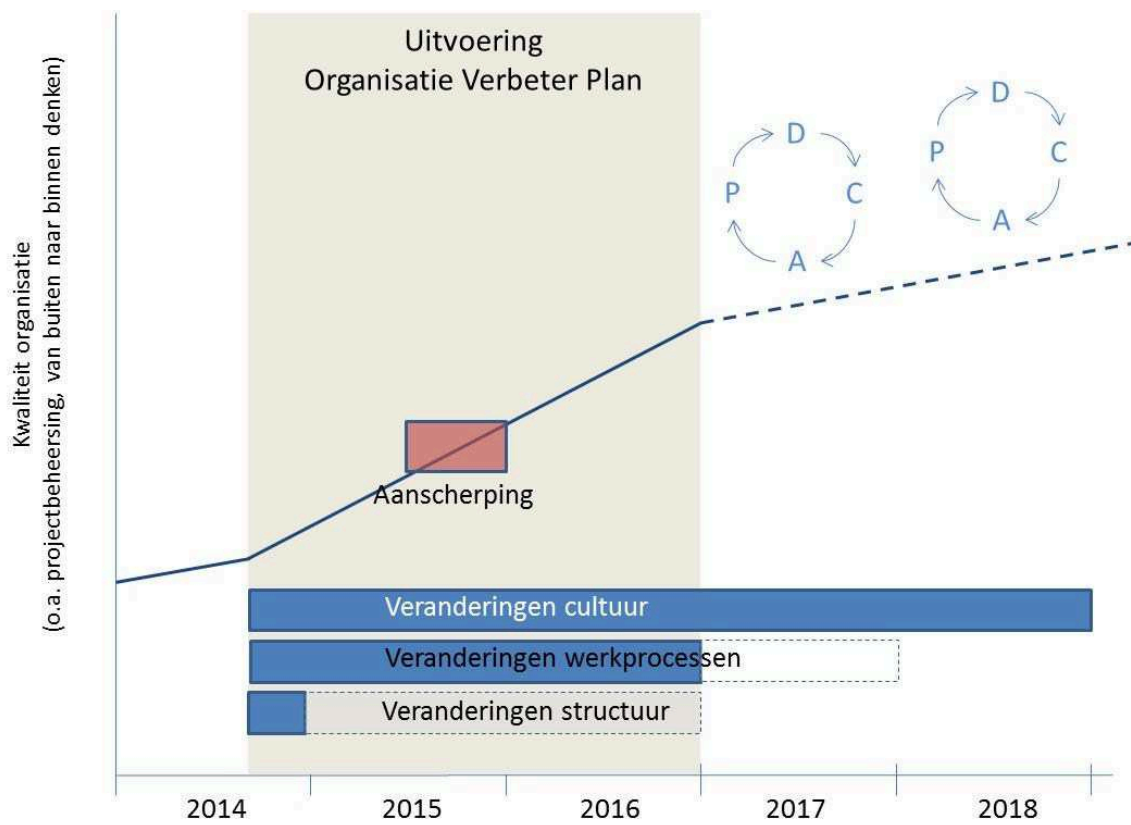 Uitvoering
Organisatie Verbeter Plan
D
P
C
A
D
P
C
A
Kwaliteit organisatie
(o.a. projectbeheersing, van buiten naar binnen denken)
Aanscherping
Veranderingen cultuur
Veranderingen werkprocessen
Veranderingen structuur
2014 2015 2016 2017 2018